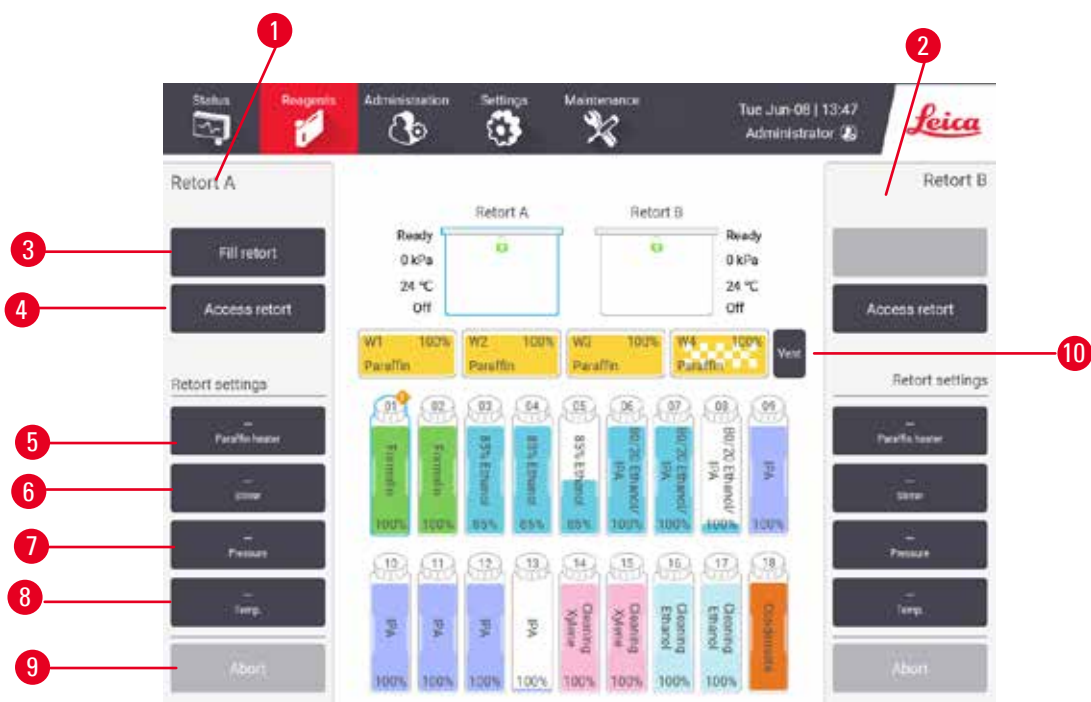 1
2
Status Reagents Administration Settings Maintenance
Tue Jun-08 | 13:47
Administrator
Leica
Retort A
Retort B
3
Fill retort
4
Access retort
Access retort
Retort A
Retort B
Ready
0 kPa
24 °C
Off
Ready
0 kPa
24 °C
Off
W1 100%
Paraffin
W2 100%
Paraffin
W3 100%
Paraffin
W4 100%
Paraffin
Vent
10
Retort settings
Retort settings
5
--
Paraffin heater
--
Paraffin heater
6
--
Stirrer
--
Stirrer
7
--
Pressure
--
Pressure
8
--
Temp.
--
Temp.
9
Abort
Abort
01 02 03 04 05 06 07 08 09
Formalin
Formalin
85% Ethanol
85% Ethanol
85% Ethanol
80/20 Ethanol/
IPA
80/20 Ethanol/
IPA
80/20 Ethanol/
IPA
IPA
100% 100% 85% 85% 85% 100% 100% 100% 100%
10 11 12 13 14 15 16 17 18
IPA
IPA
IPA
IPA
Cleaning
Xylene
Cleaning
Xylene
Cleaning
Ethanol
Cleaning
Ethanol
Condensate
100% 100% 100% 100% 100% 100% 100% 100%